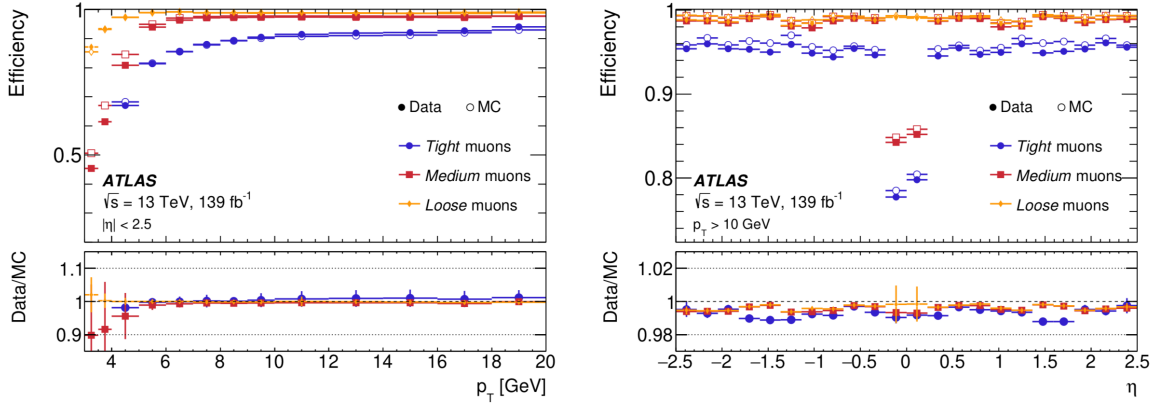 Efficiency
1
0.5
Data MC
Tight muons
Medium muons
Loose muons
ATLAS
√s = 13 TeV, 139 fb⁻¹
|η| < 2.5
Data/MC
1.1
1
0.9
4 6 8 10 12 14 16 18 20
p_T [GeV]
Efficiency
1
0.9
0.8
Data MC
Tight muons
Medium muons
Loose muons
ATLAS
√s = 13 TeV, 139 fb⁻¹
p_T > 10 GeV
Data/MC
1.02
1
0.98
−2.5 −2 −1.5 −1 −0.5 0 0.5 1 1.5 2 2.5
η